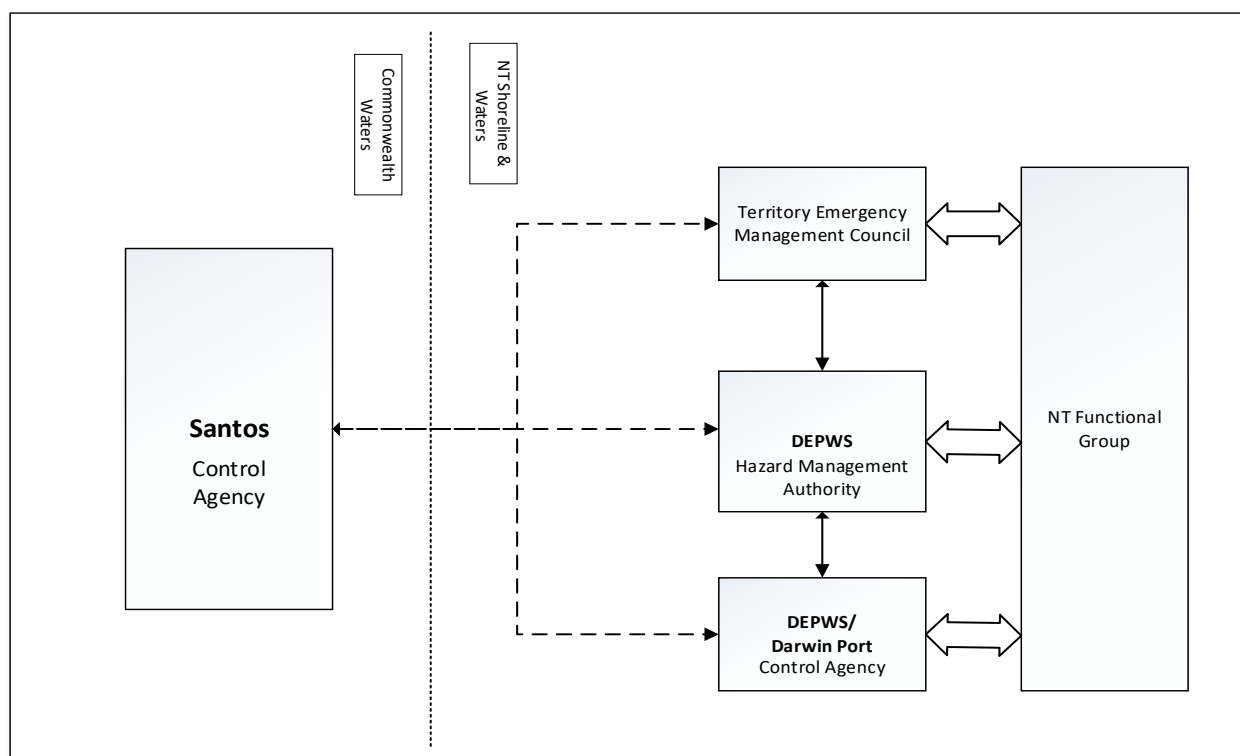 Commonwealth
Waters
NT Shoreline &
Waters
Territory Emergency
Management Council
Santos
Control
Agency
DEPWS
Hazard Management
Authority
NT Functional
Group
DEPWS/
Darwin Port
Control Agency